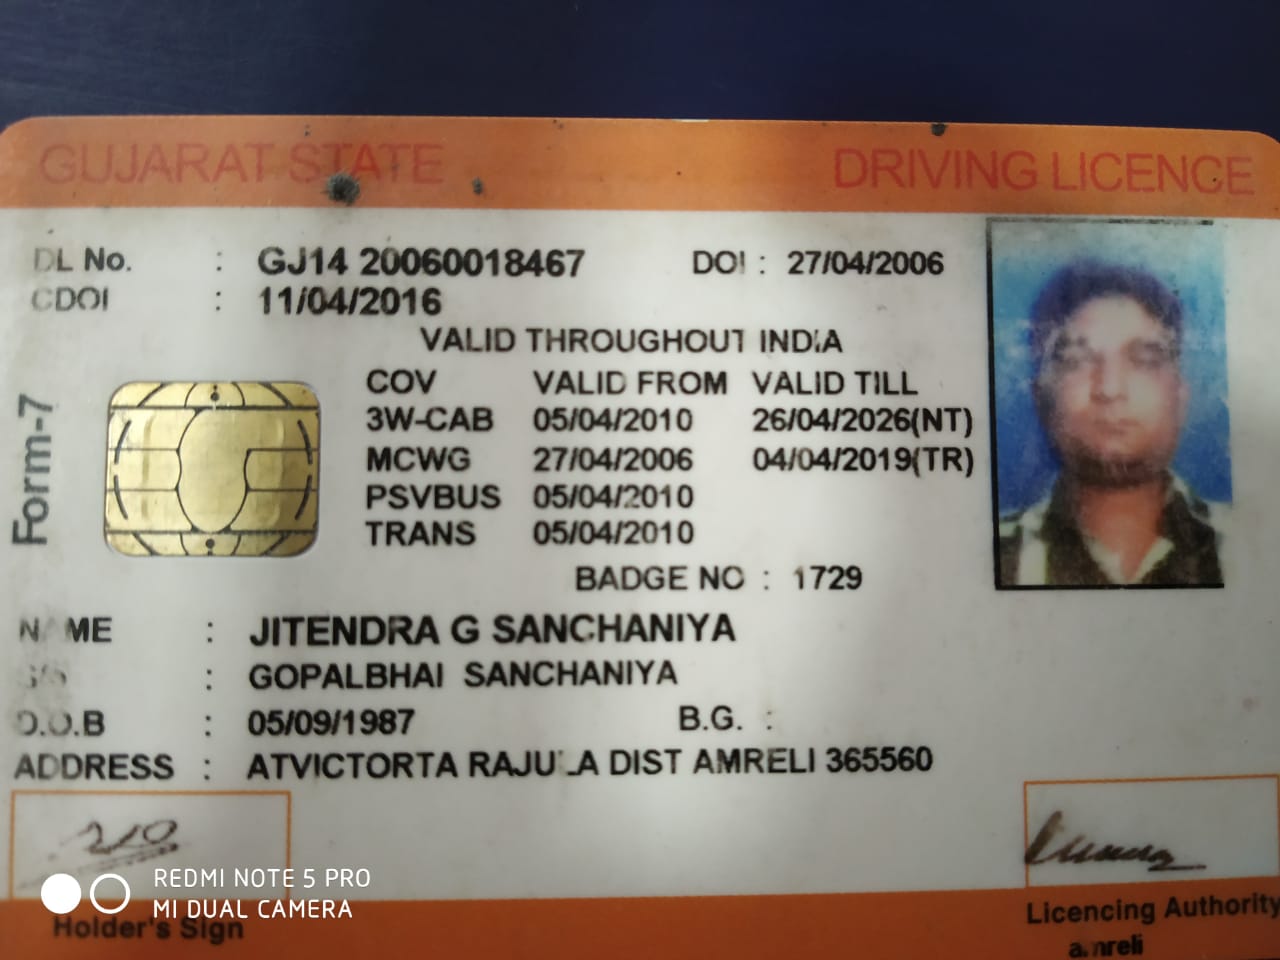 GUJARAT STATE DRIVING LICENCE
DL No. : GJ14 20060018467 DOI : 27/04/2006
CDOI : 11/04/2016
VALID THROUGHOUT INDIA
COV VALID FROM VALID TILL
3W-CAB 05/04/2010 26/04/2026(NT)
MCWG 27/04/2006 04/04/2019(TR)
PSVBUS 05/04/2010
TRANS 05/04/2010
Form-7
BADGE NO : 1729
NAME : JITENDRA G SANCHANIYA
: GOPALBHAI SANCHANIYA
D.O.B : 05/09/1987 B.G. :
ADDRESS : ATVICTORTA RAJULA DIST AMRELI 365560
REDMI NOTE 5 PRO
MI DUAL CAMERA
Holder's Sign
Licencing Authority
amreli